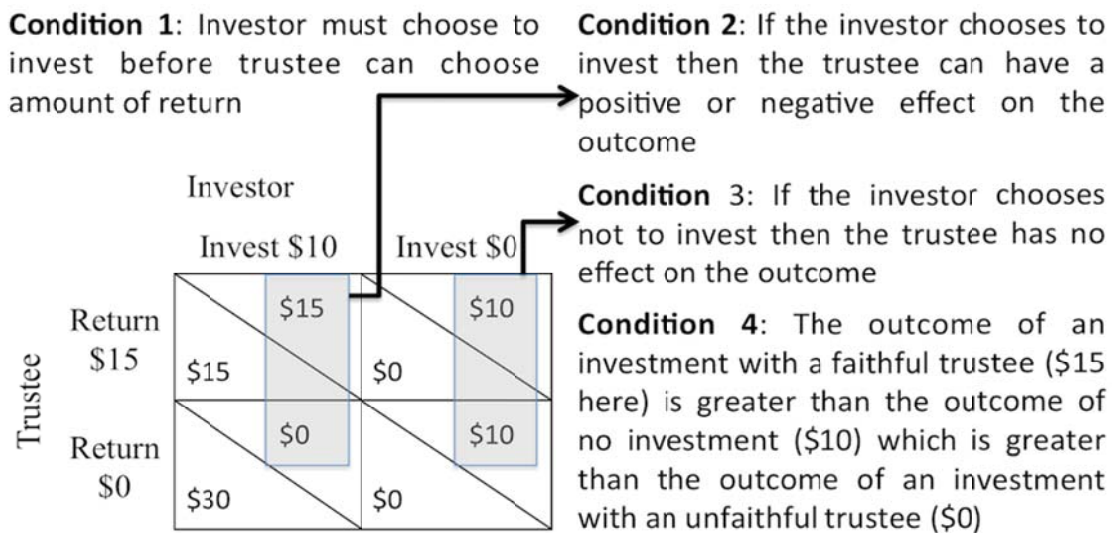 Condition 1: Investor must choose to
invest before trustee can choose
amount of return
Condition 2: If the investor chooses to
invest then the trustee can have a
positive or negative effect on the
outcome
Condition 3: If the investor chooses
not to invest then the trustee has no
effect on the outcome
Condition 4: The outcome of an
investment with a faithful trustee ($15
here) is greater than the outcome of
no investment ($10) which is greater
than the outcome of an investment
with an unfaithful trustee ($0)
Investor
Invest $10 Invest $0
Trustee
Return
$15
$15 $10
$15 $0
Return
$0
$0 $10
$30 $0